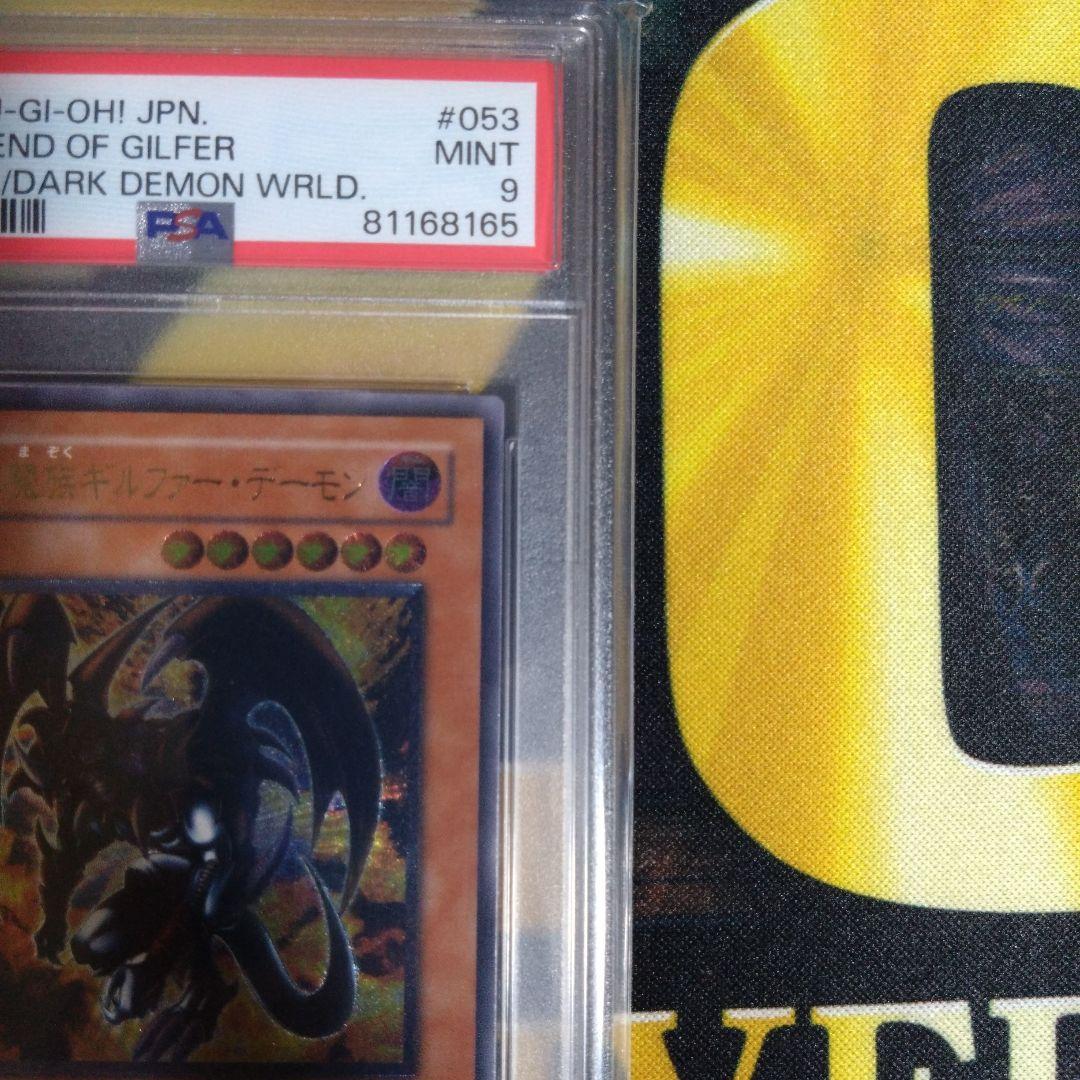 U-GI-OH! JPN. #053
END OF GILFER MINT
/DARK DEMON WRLD. 9
PSA 81168165
まぞく
魔族ギルファー・デーモン 闇
O
VER